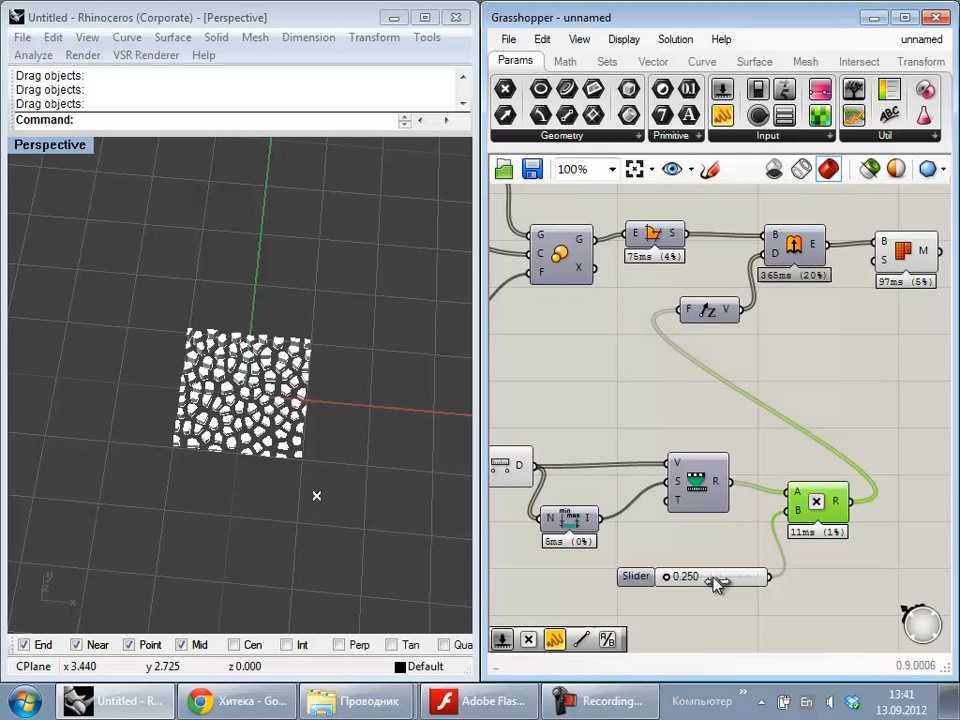 Untitled - Rhinoceros (Corporate) - [Perspective]
File Edit View Curve Surface Solid Mesh Dimension Transform Tools
Analyze Render VSR Renderer Help
Drag objects:
Drag objects:
Drag objects:
Command:
Perspective
y
x
End Near Point Mid Cen Int Perp Tan Qua
CPlane x 3.440 y 2.725 z 0.000 Default
Grasshopper - unnamed
File Edit View Display Solution Help unnamed
Params Math Sets Vector Curve Surface Mesh Intersect Transform
Geometry Primitive Input Util
100%
G C F G X
E S
75ms (4%)
B D E
365ms (20%)
B S M
97ms (5%)
F Z V
D
V S T R
N min max I
5ms (0%)
A B R
11ms (1%)
Slider 0.250
0.9.0006
Untitled - R... Хитека - Go... Проводник Adobe Flas... Recording... Компьютер » En 13:41
13.09.2012